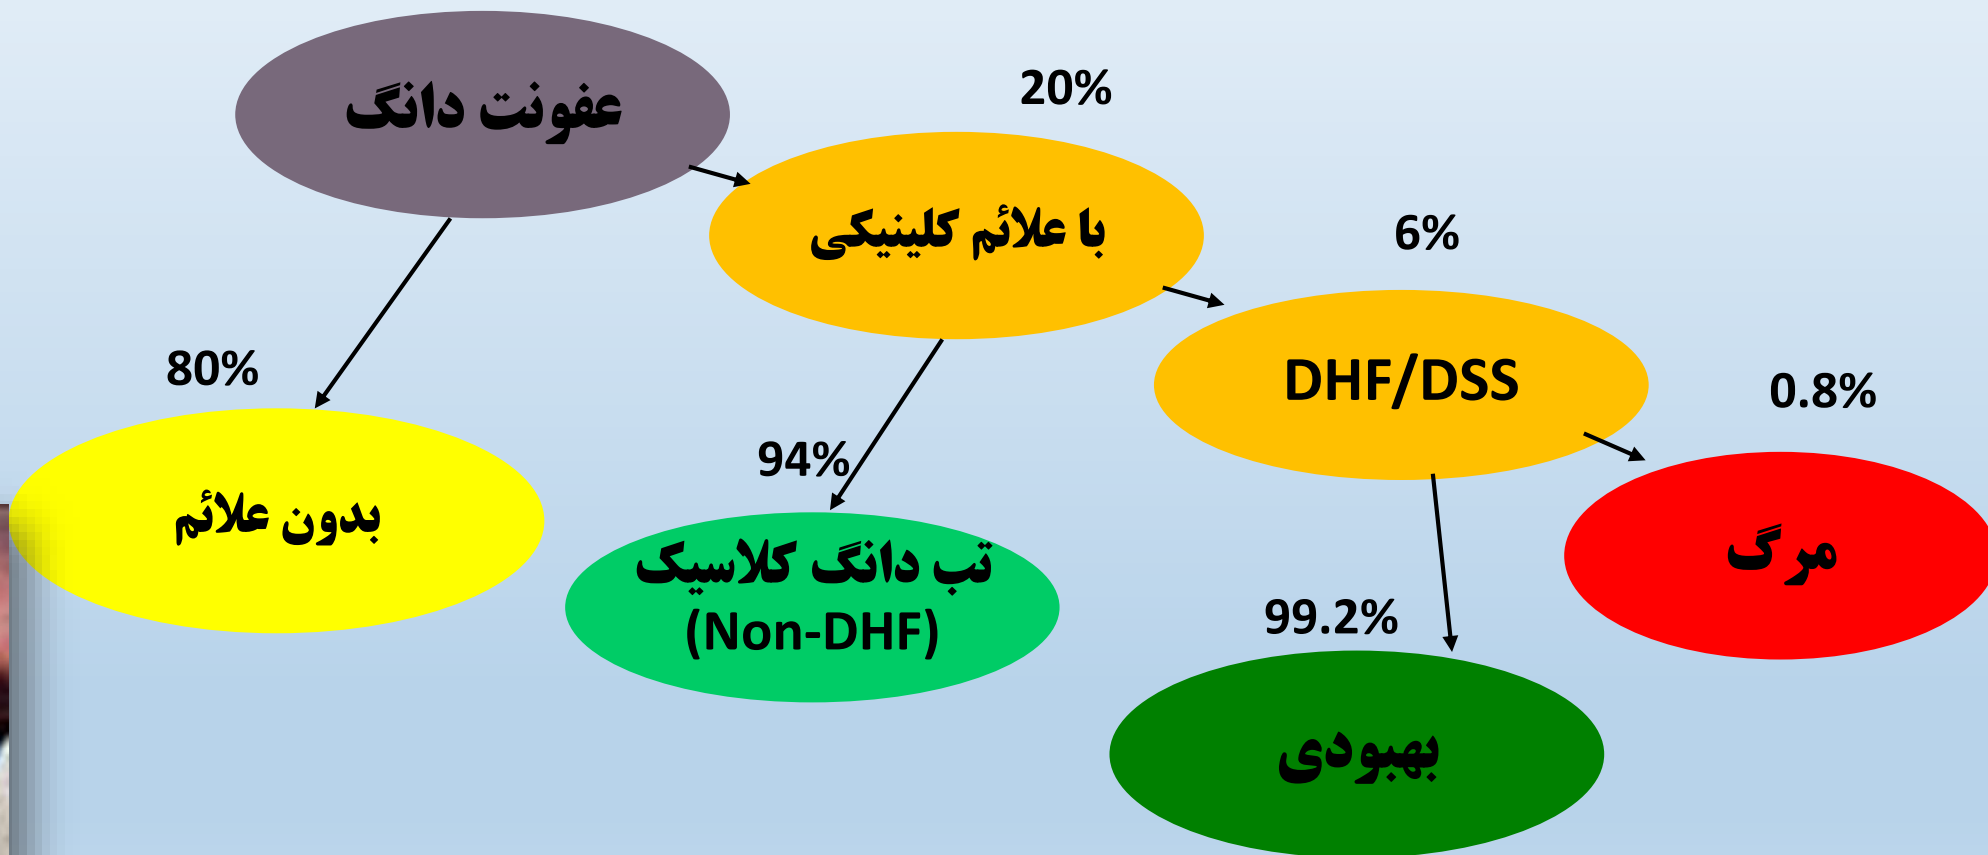 عفونت دانگ
20%
با علائم کلینیکی
6%
80%
DHF/DSS
0.8%
94%
بدون علائم
تب دانگ کلاسیک
(Non-DHF)
مرگ
99.2%
بهبودی